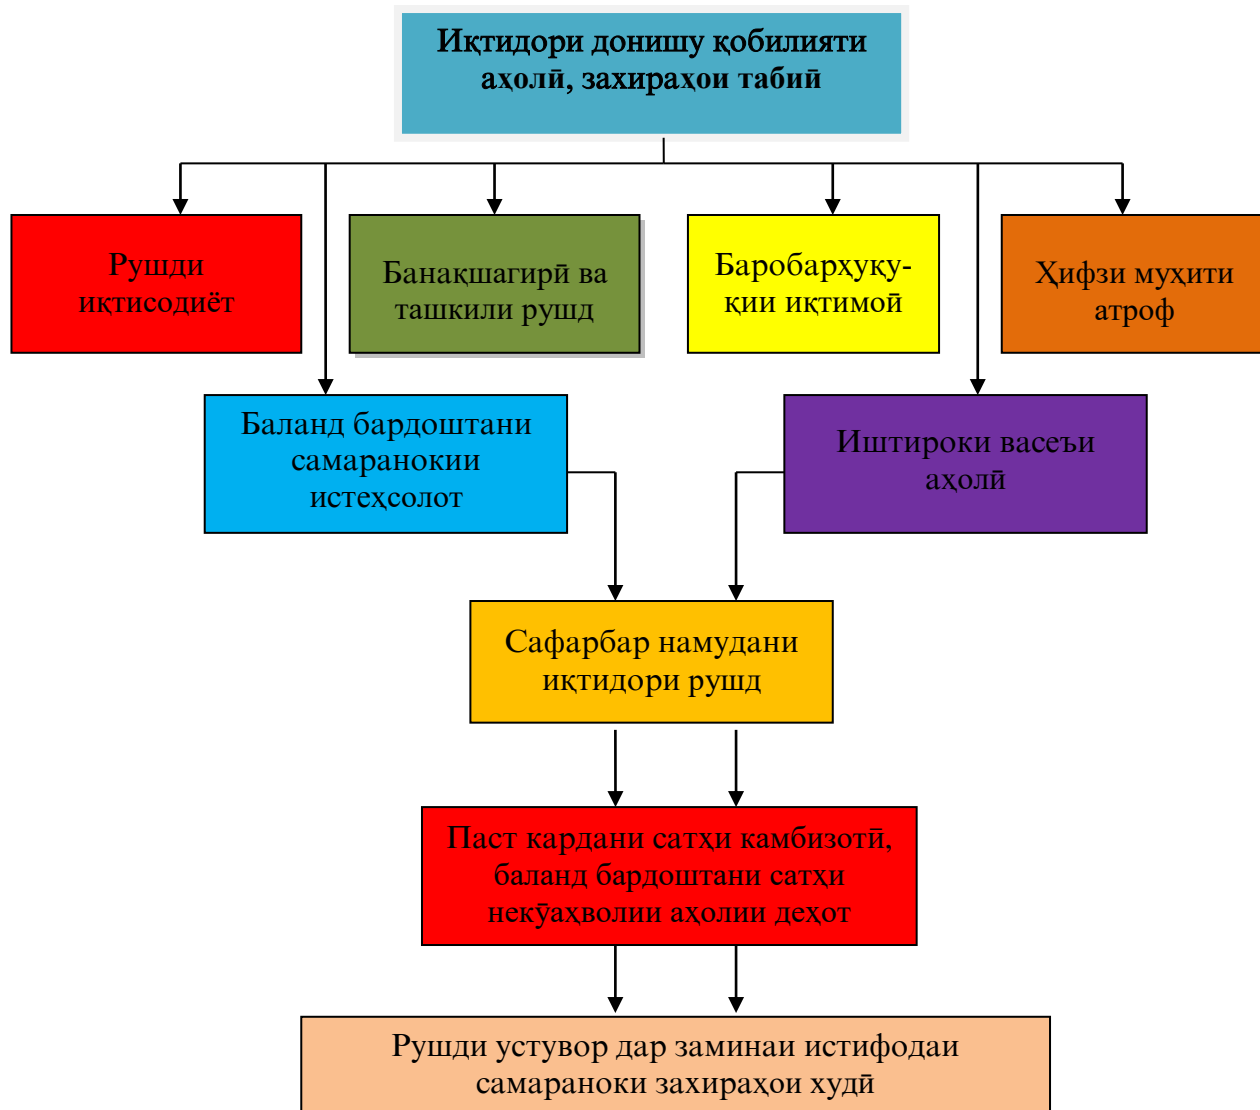 Иқтидори донишу қобилияти
аҳолӣ, захираҳои табиӣ
Рушди
иқтисодиёт
Банақшагирӣ ва
ташкили рушд
Баробарҳуқу-
қии иқтимоӣ
Ҳифзи муҳити
атроф
Баланд бардоштани
самаранокии
истеҳсолот
Иштироки васеъи
аҳолӣ
Сафарбар намудани
иқтидори рушд
Паст кардани сатҳи камбизотӣ,
баланд бардоштани сатҳи
некӯаҳволии аҳолии деҳот
Рушди устувор дар заминаи истифодаи
самараноки захираҳои худӣ